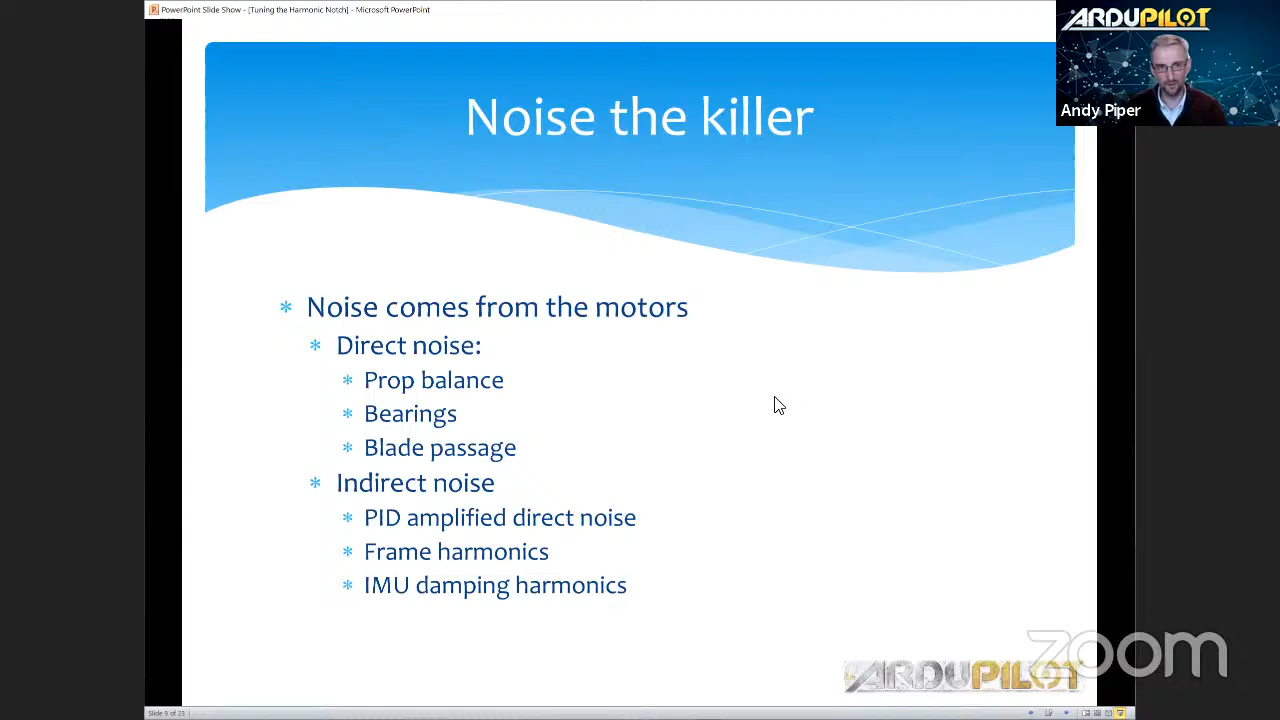 PowerPoint Slide Show - [Tuning the Harmonic Notch] - Microsoft PowerPoint
ARDUPILOT
Andy Piper
Noise the killer
Noise comes from the motors
Direct noise:
Prop balance
Bearings
Blade passage
Indirect noise
PID amplified direct noise
Frame harmonics
IMU damping harmonics
zoom
ARDUPILOT
Slide 9 of 23